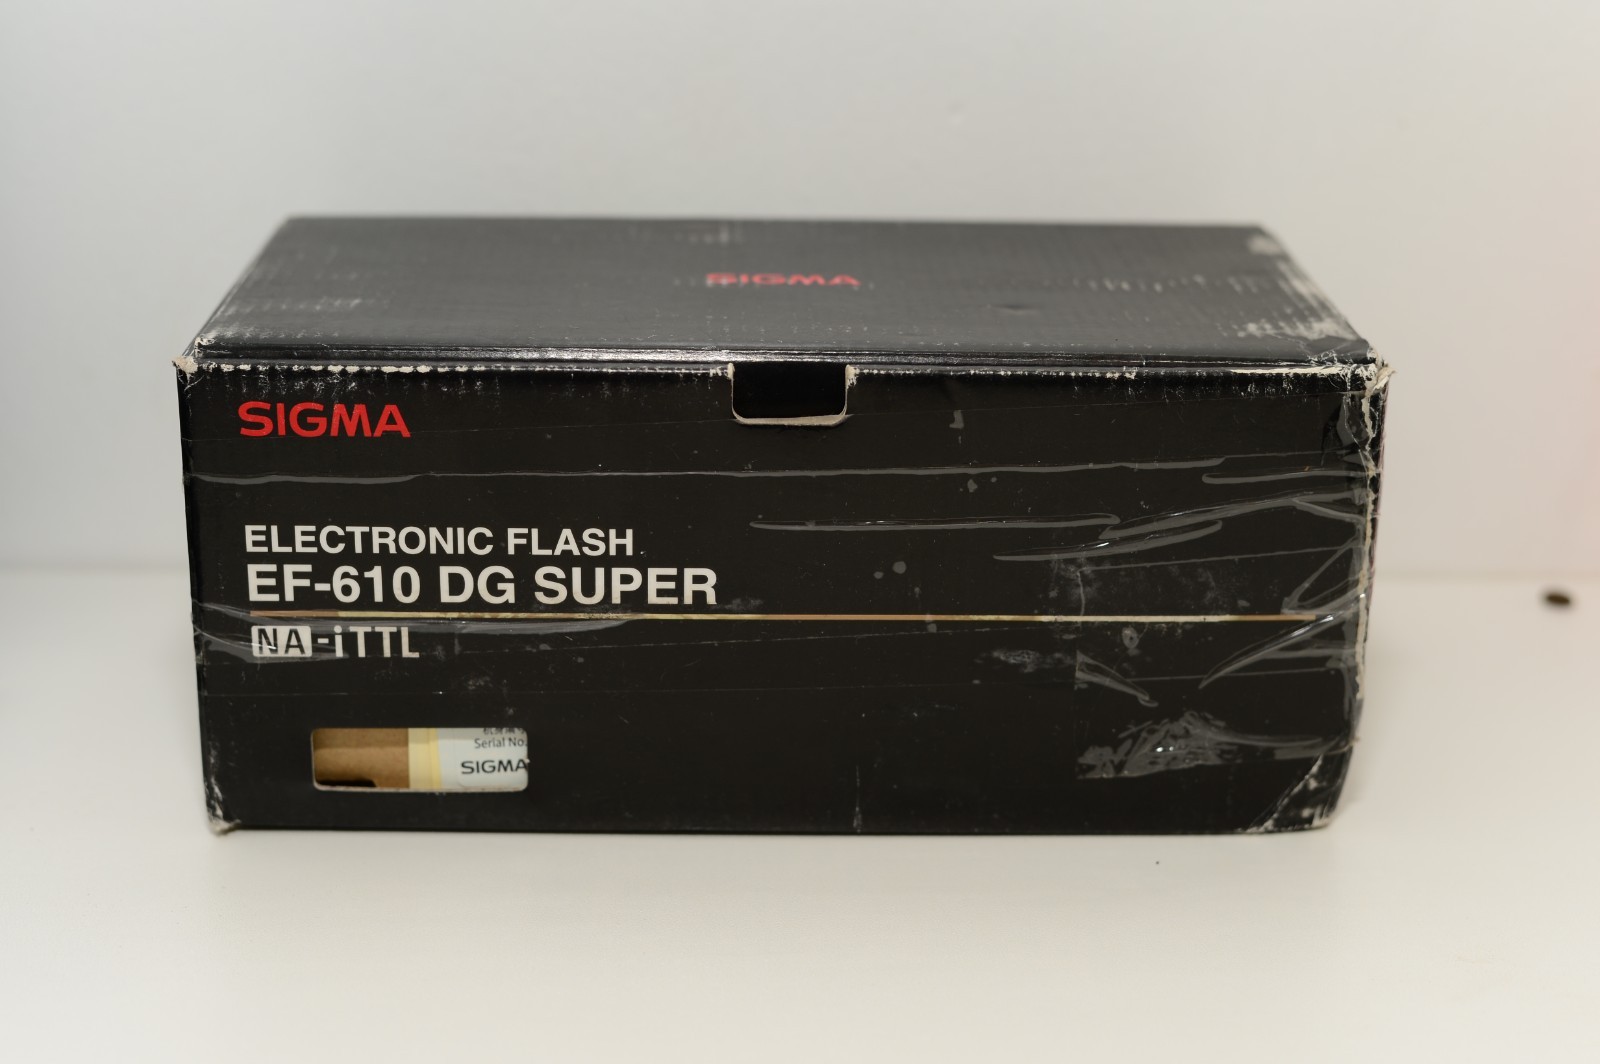 SIGMA
SIGMA
ELECTRONIC FLASH
EF-610 DG SUPER
NA-iTTL
Serial No.
SIGMA